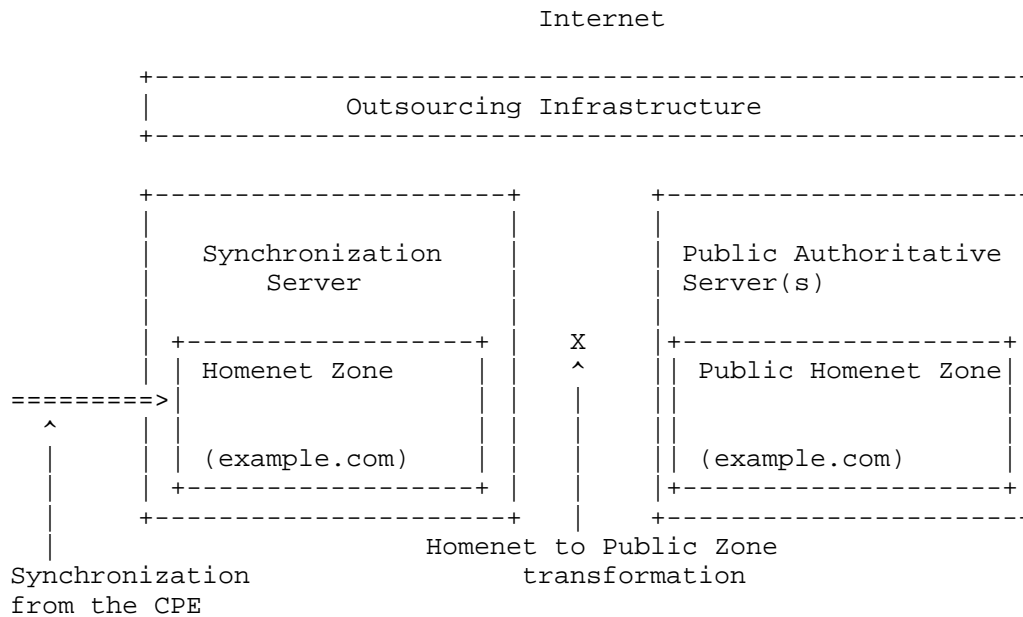 Internet
Outsourcing Infrastructure
Synchronization Public Authoritative
Server Server(s)
X
Homenet Zone ^ Public Homenet Zone
=========>
^
(example.com) (example.com)
Homenet to Public Zone
Synchronization transformation
from the CPE